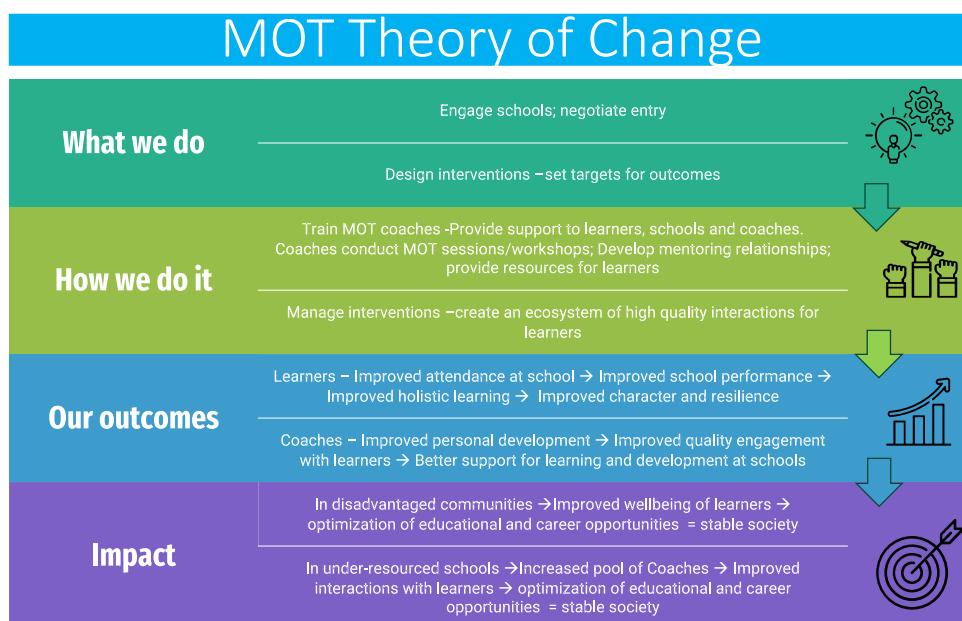 MOT Theory of Change
What we do
Engage schools; negotiate entry
Design interventions –set targets for outcomes
How we do it
Train MOT coaches -Provide support to learners, schools and coaches.
Coaches conduct MOT sessions/workshops; Develop mentoring relationships;
provide resources for learners
Manage interventions –create an ecosystem of high quality interactions for
learners
Our outcomes
Learners – Improved attendance at school → Improved school performance →
Improved holistic learning → Improved character and resilience
Coaches – Improved personal development → Improved quality engagement
with learners → Better support for learning and development at schools
Impact
In disadvantaged communities →Improved wellbeing of learners →
optimization of educational and career opportunities = stable society
In under-resourced schools →Increased pool of Coaches → Improved
interactions with learners → optimization of educational and career
opportunities = stable society